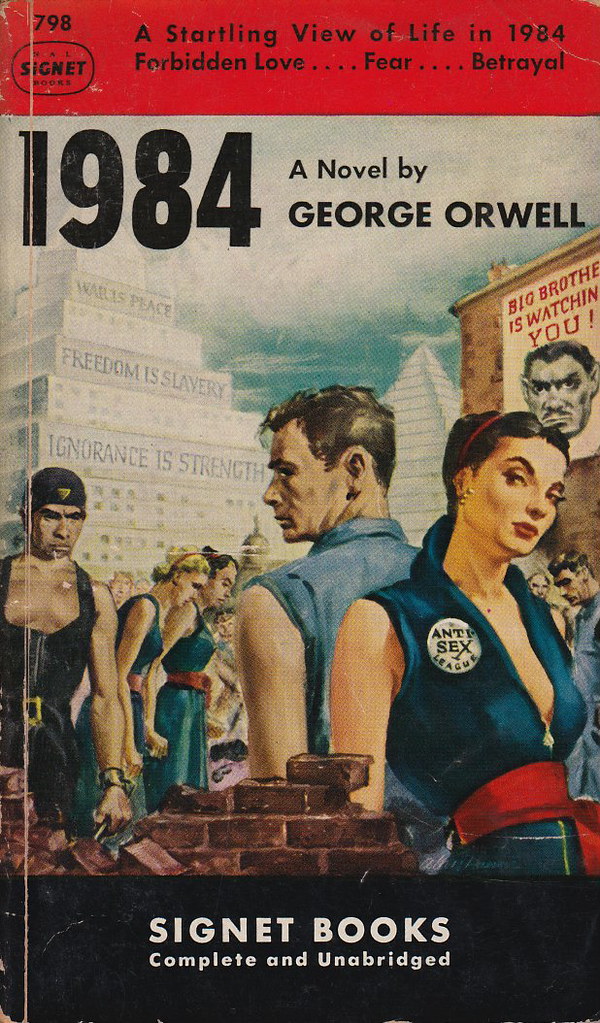 798
NAL
SIGNET
BOOKS
A Startling View of Life in 1984
Forbidden Love .... Fear .... Betrayal
1984
A Novel by
GEORGE ORWELL
WAR IS PEACE
FREEDOM IS SLAVERY
IGNORANCE IS STRENGTH
BIG BROTHE
IS WATCHIN
YOU!
ANTI-
SEX
LEAGUE
SIGNET BOOKS
Complete and Unabridged